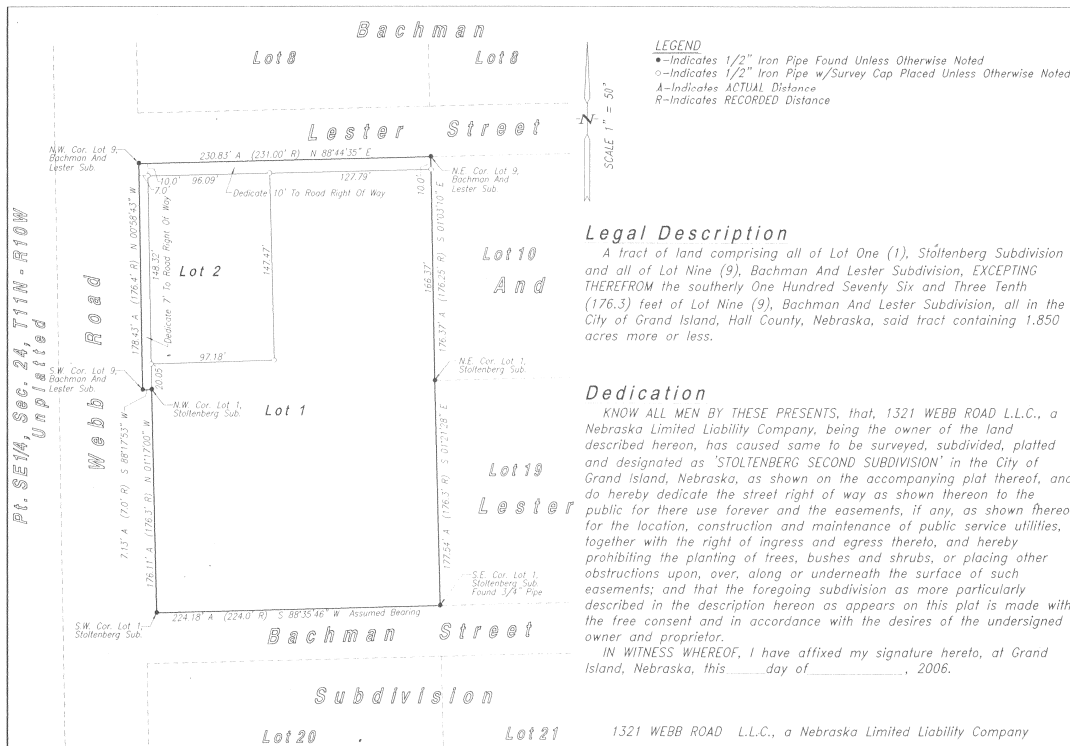 Bachman
Lot 8
Lot 8
Lester Street
N.W. Cor. Lot 9,
Bachman And
Lester Sub.
230.83' A (231.00' R) N 88°44'35" E
N.E Cor. Lot 9,
Bachman And
Lester Sub.
10.0'
96.09'
127.79'
10.0'
7.0'
Dedicate 10' To Road Right Of Way
178.43' A (176.4' R) N 00°58'43" W
148.32'
Dedicate 7' To Road Right Of Way
147.47'
166.37'
176.37' A (176.25' R) S 01°03'10" E
Lot 2
Lot 10
And
Pt. SE1/4, Sec. 24, T11N-R10W
Unplatted
Webb Road
97.18'
20.05'
S.W. Cor. Lot 9,
Bachman And
Lester Sub.
N.W. Cor. Lot 1,
Stoltenberg Sub.
N.E. Cor. Lot 1,
Stoltenberg Sub.
Lot 1
7.13' A (7.0' R) S 88°17'53" W
176.11' A (176.3' R) N 01°17'00" W
177.54' A (176.3' R) S 01°21'28" E
Lot 19
Lester
S.E. Cor. Lot 1,
Stoltenberg Sub
Found 3/4" Pipe
S.W. Cor. Lot 1,
Stoltenberg Sub.
224.18' A (224.0' R) S 88°35'46" W Assumed Bearing
Bachman Street
Subdivision
Lot 20
Lot 21
N
SCALE 1" = 50'
LEGEND
●-Indicates 1/2" Iron Pipe Found Unless Otherwise Noted
○-Indicates 1/2" Iron Pipe w/Survey Cap Placed Unless Otherwise Noted
A-Indicates ACTUAL Distance
R-Indicates RECORDED Distance
Legal Description
A tract of land comprising all of Lot One (1), Stoltenberg Subdivision
and all of Lot Nine (9), Bachman And Lester Subdivision, EXCEPTING
THEREFROM the southerly One Hundred Seventy Six and Three Tenth
(176.3) feet of Lot Nine (9), Bachman And Lester Subdivision, all in the
City of Grand Island, Hall County, Nebraska, said tract containing 1.850
acres more or less.
Dedication
KNOW ALL MEN BY THESE PRESENTS, that, 1321 WEBB ROAD L.L.C., a
Nebraska Limited Liability Company, being the owner of the land
described hereon, has caused same to be surveyed, subdivided, platted
and designated as 'STOLTENBERG SECOND SUBDIVISION' in the City of
Grand Island, Nebraska, as shown on the accompanying plat thereof, and
do hereby dedicate the street right of way as shown thereon to the
public for there use forever and the easements, if any, as shown thereo
for the location, construction and maintenance of public service utilities,
together with the right of ingress and egress thereto, and hereby
prohibiting the planting of trees, bushes and shrubs, or placing other
obstructions upon, over, along or underneath the surface of such
easements; and that the foregoing subdivision as more particularly
described in the description hereon as appears on this plat is made with
the free consent and in accordance with the desires of the undersigned
owner and proprietor.
IN WITNESS WHEREOF, I have affixed my signature hereto, at Grand
Island, Nebraska, this ______ day of ____________, 2006.
1321 WEBB ROAD L.L.C., a Nebraska Limited Liability Company